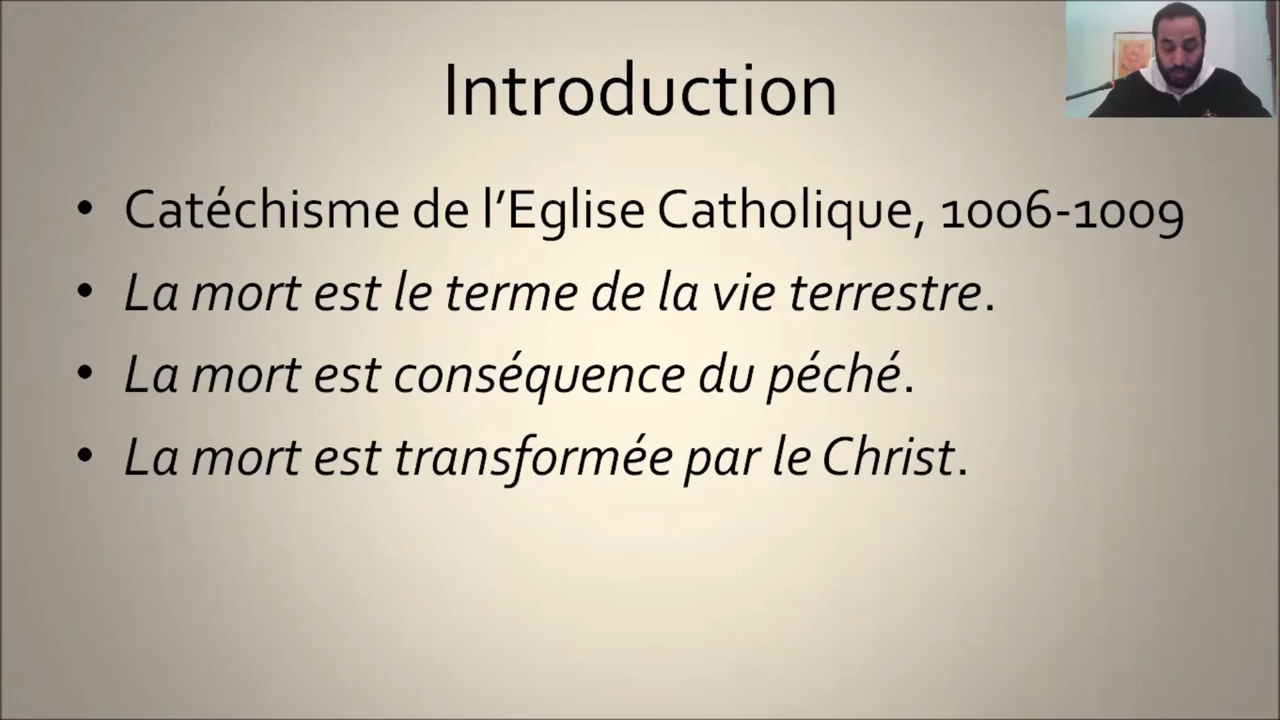 Introduction
• Catéchisme de l’Eglise Catholique, 1006-1009
• La mort est le terme de la vie terrestre.
• La mort est conséquence du péché.
• La mort est transformée par le Christ.